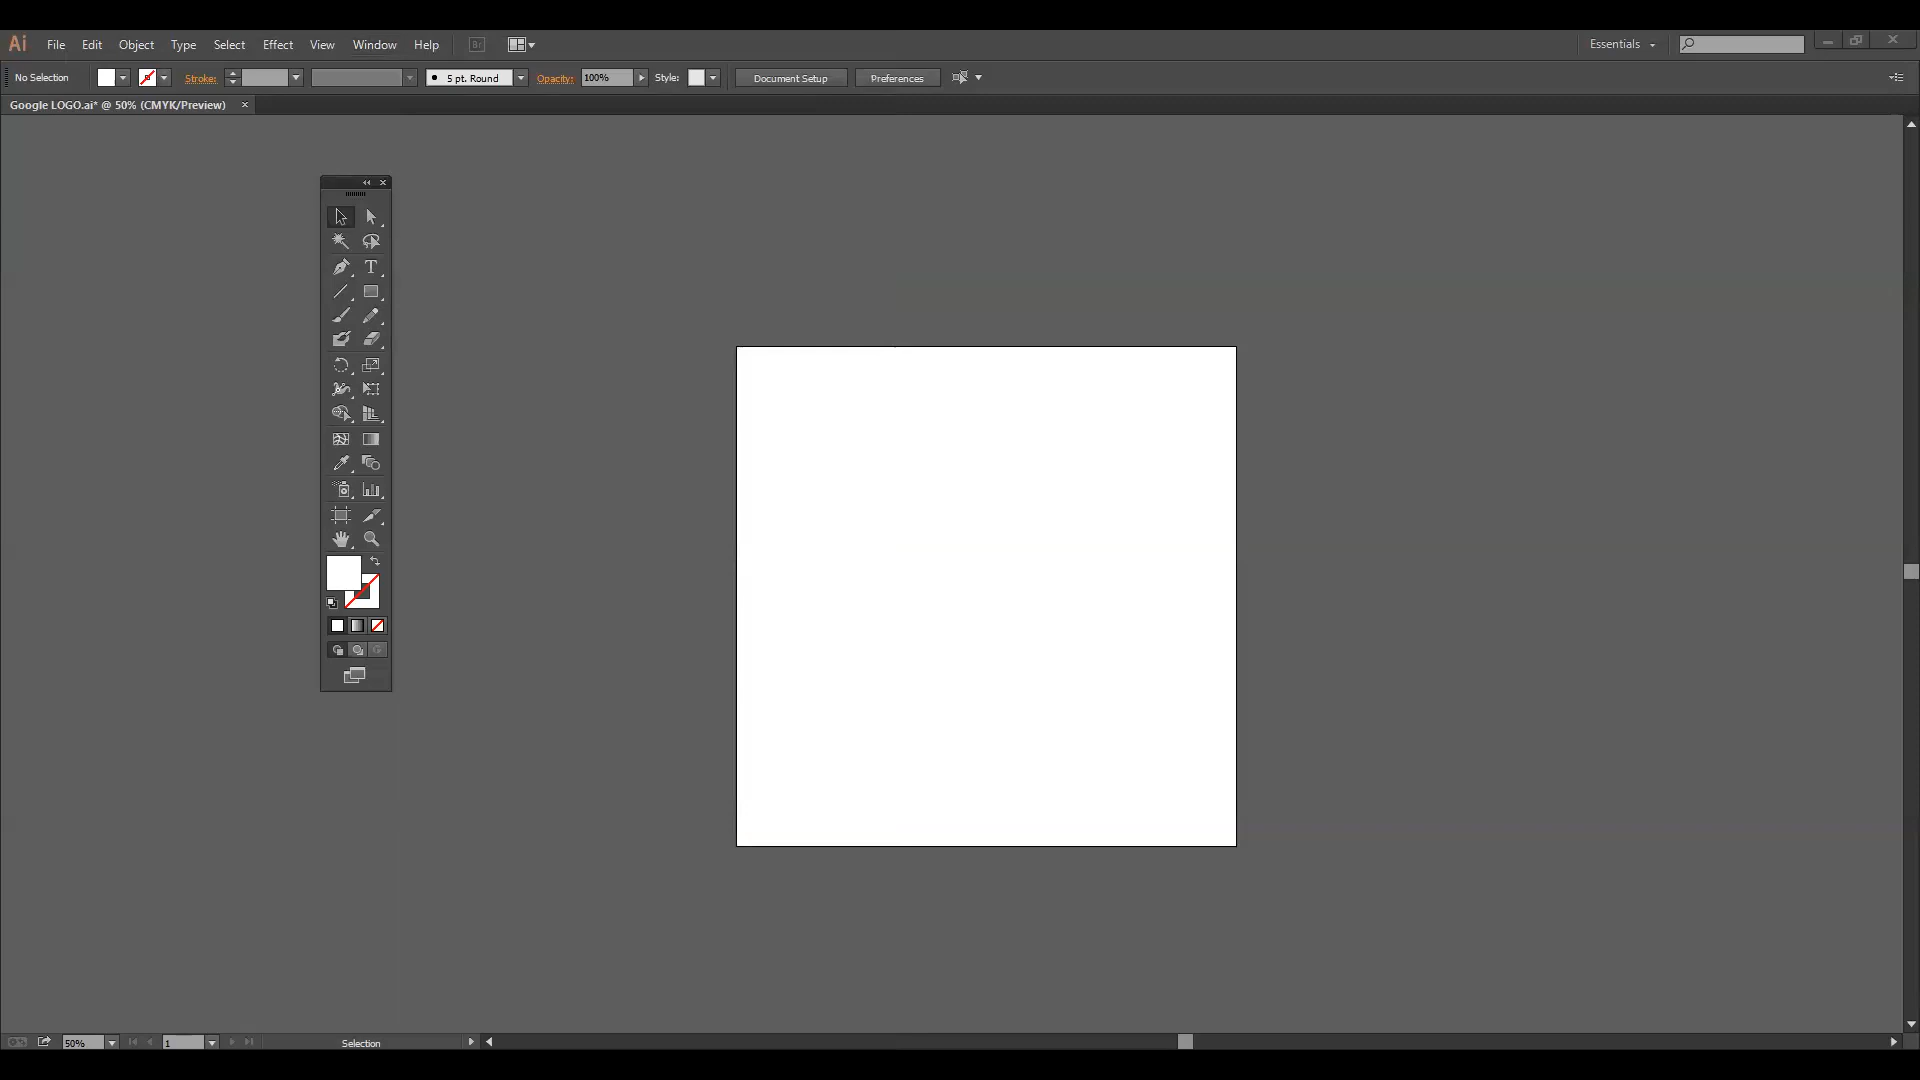 Ai File Edit Object Type Select Effect View Window Help Br Essentials
No Selection Stroke: 5 pt. Round Opacity: 100% Style: Document Setup Preferences
Google LOGO.ai* @ 50% (CMYK/Preview)
T
50% 1 Selection